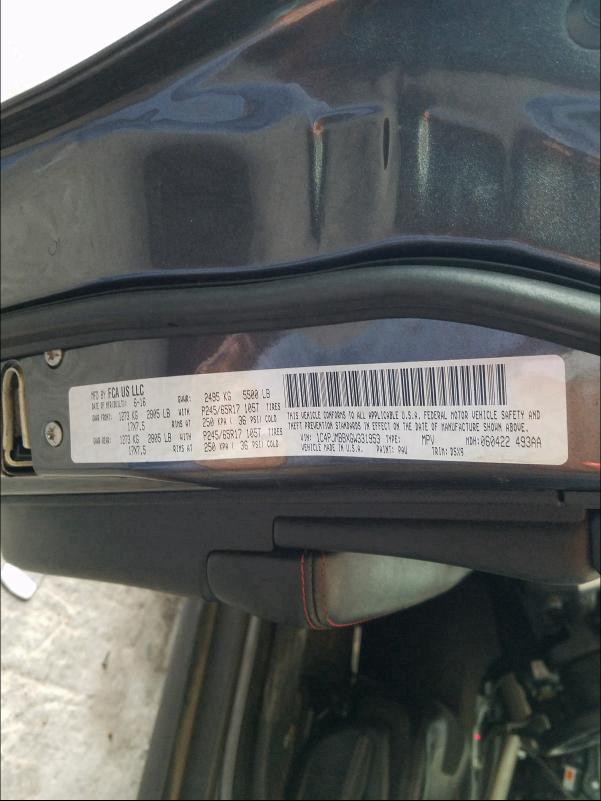 MFD BY FCA US LLC
DATE OF MFR 6-16 GVWR: 2495 KG 5500 LB
GAWR FRONT: 1273 KG 2805 LB WITH P245/65R17 105T TIRES
17X7.5 RIMS AT 250 KPA ( 36 PSI) COLD
GAWR REAR: 1273 KG 2805 LB WITH P245/65R17 105T TIRES
17X7.5 RIMS AT 250 KPA ( 36 PSI) COLD
THIS VEHICLE CONFORMS TO ALL APPLICABLE U.S.A. FEDERAL MOTOR VEHICLE SAFETY AND
THEFT PREVENTION STANDARDS IN EFFECT ON THE DATE OF MANUFACTURE SHOWN ABOVE.
VIN: TYPE: MPV MDH: 060422 493AA
VEHICLE MADE IN U.S.A. PAINT: PAU TRIM: D5X9